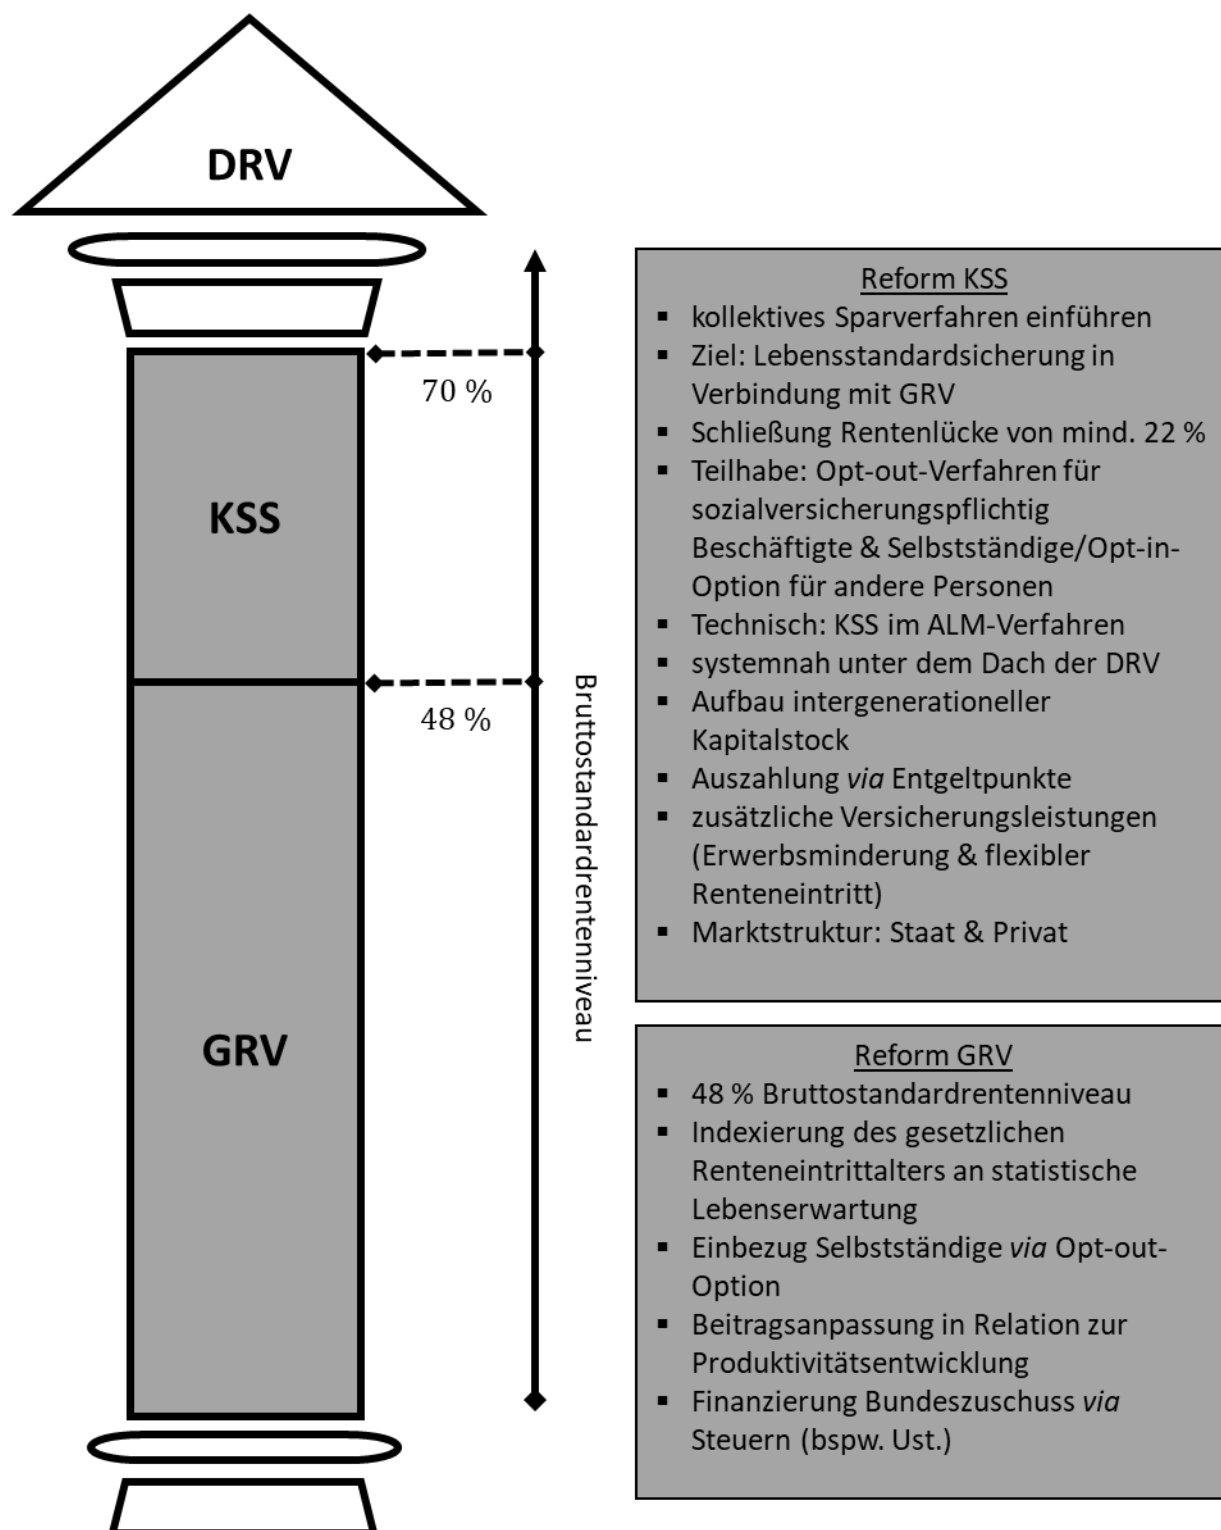 DRV
70 %
KSS
48 %
GRV
Bruttostandardrentenniveau
Reform KSS
▪ kollektives Sparverfahren einführen
▪ Ziel: Lebensstandardsicherung in
Verbindung mit GRV
▪ Schließung Rentenlücke von mind. 22 %
▪ Teilhabe: Opt-out-Verfahren für
sozialversicherungspflichtig
Beschäftigte & Selbstständige/Opt-in-
Option für andere Personen
▪ Technisch: KSS im ALM-Verfahren
▪ systemnah unter dem Dach der DRV
▪ Aufbau intergenerationeller
Kapitalstock
▪ Auszahlung via Entgeltpunkte
▪ zusätzliche Versicherungsleistungen
(Erwerbsminderung & flexibler
Renteneintritt)
▪ Marktstruktur: Staat & Privat
Reform GRV
▪ 48 % Bruttostandardrentenniveau
▪ Indexierung des gesetzlichen
Renteneintrittalters an statistische
Lebenserwartung
▪ Einbezug Selbstständige via Opt-out-
Option
▪ Beitragsanpassung in Relation zur
Produktivitätsentwicklung
▪ Finanzierung Bundeszuschuss via
Steuern (bspw. Ust.)